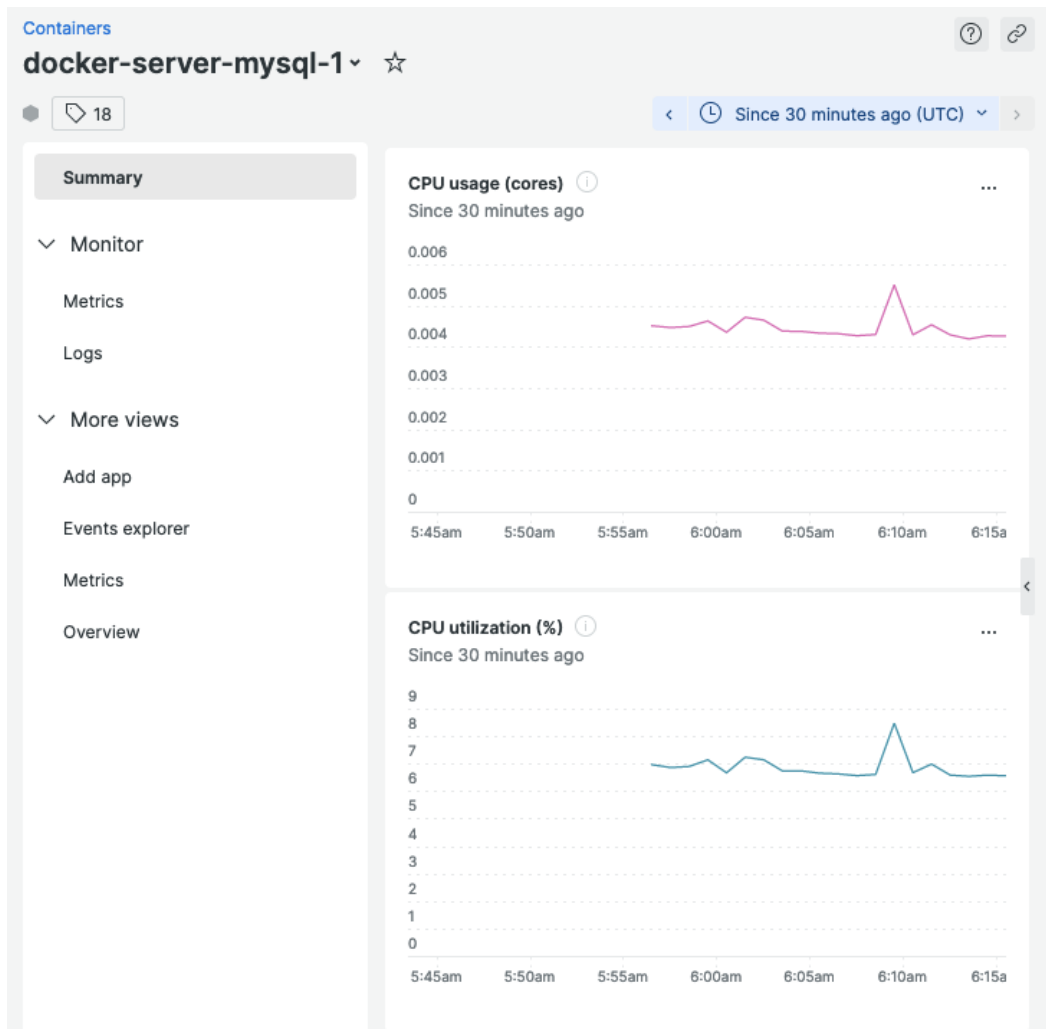 Containers
docker-server-mysql-1
18
Since 30 minutes ago (UTC)
Summary
Monitor
Metrics
Logs
More views
Add app
Events explorer
Metrics
Overview
CPU usage (cores)
Since 30 minutes ago
0.006
0.005
0.004
0.003
0.002
0.001
0
5:45am 5:50am 5:55am 6:00am 6:05am 6:10am 6:15a
CPU utilization (%)
Since 30 minutes ago
9
8
7
6
5
4
3
2
1
0
5:45am 5:50am 5:55am 6:00am 6:05am 6:10am 6:15a